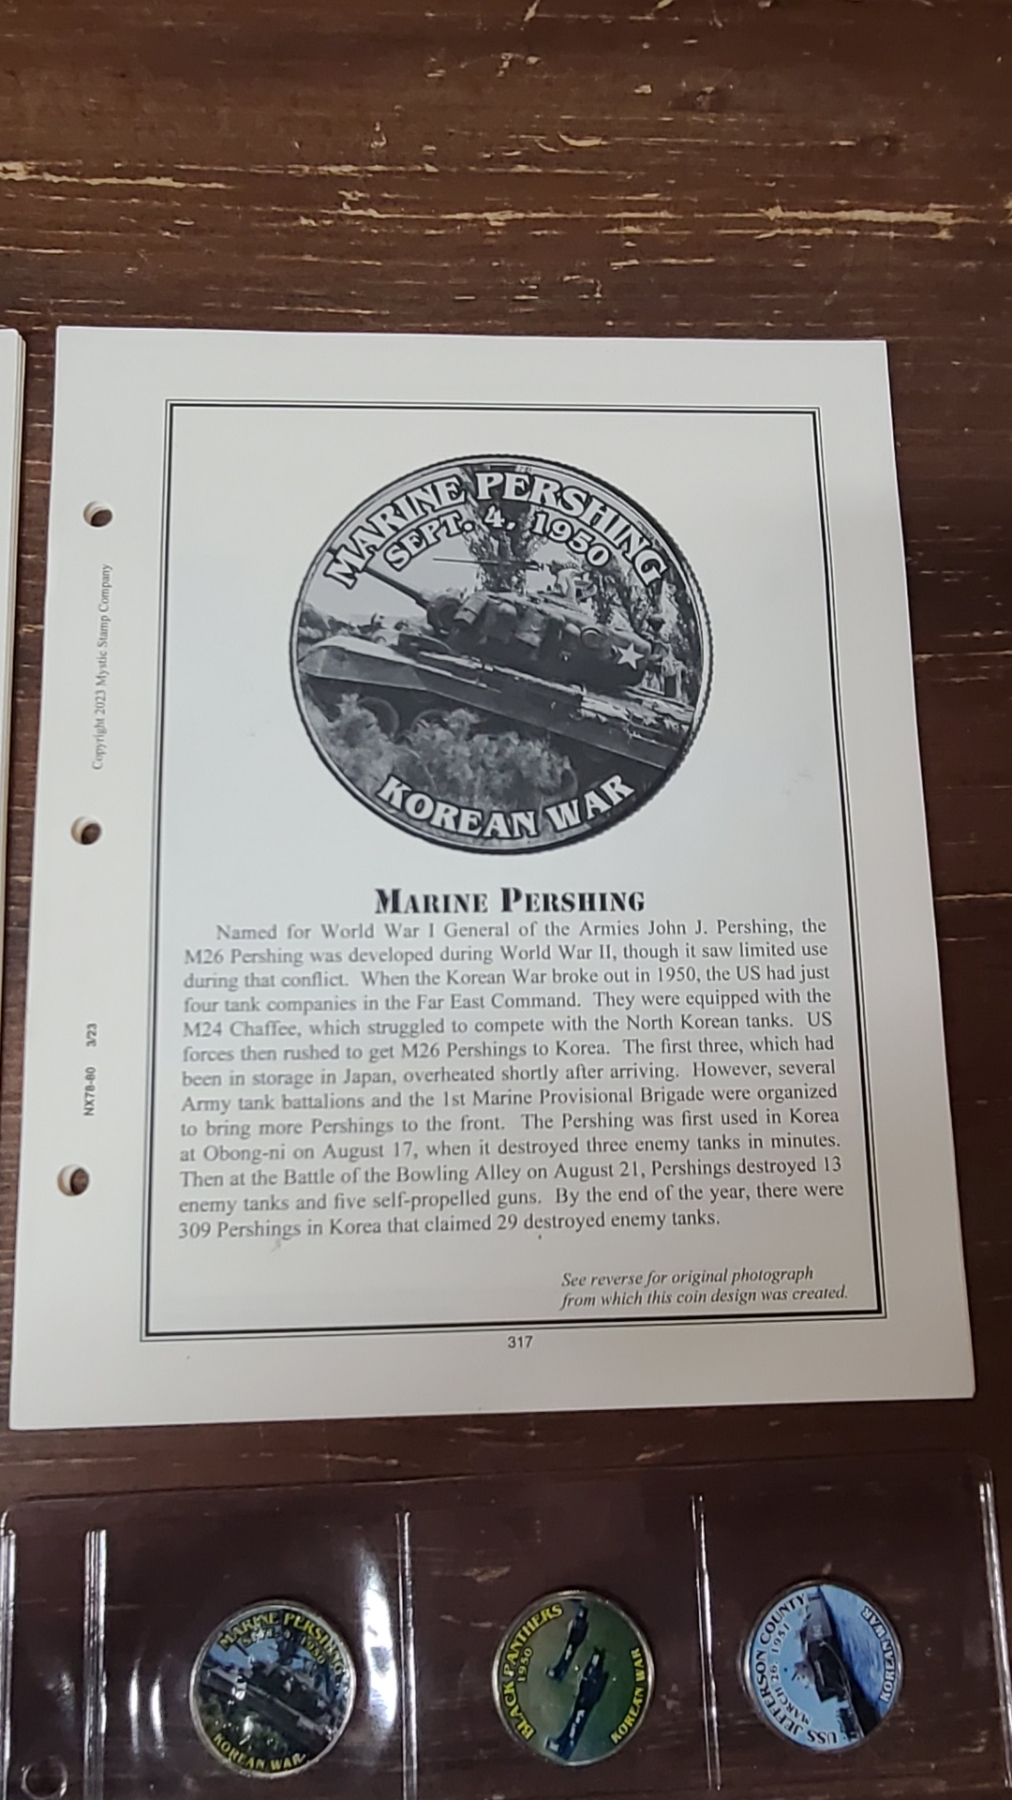 MARINE PERSHING
SEPT. 4, 1950
KOREAN WAR
Copyright 2023 Mystic Stamp Company
NX78-80 3/23
MARINE PERSHING
Named for World War I General of the Armies John J. Pershing, the
M26 Pershing was developed during World War II, though it saw limited use
during that conflict. When the Korean War broke out in 1950, the US had just
four tank companies in the Far East Command. They were equipped with the
M24 Chaffee, which struggled to compete with the North Korean tanks. US
forces then rushed to get M26 Pershings to Korea. The first three, which had
been in storage in Japan, overheated shortly after arriving. However, several
Army tank battalions and the 1st Marine Provisional Brigade were organized
to bring more Pershings to the front. The Pershing was first used in Korea
at Obong-ni on August 17, when it destroyed three enemy tanks in minutes.
Then at the Battle of the Bowling Alley on August 21, Pershings destroyed 13
enemy tanks and five self-propelled guns. By the end of the year, there were
309 Pershings in Korea that claimed 29 destroyed enemy tanks.
See reverse for original photograph
from which this coin design was created.
317
MARINE PERSHING
SEPT. 4, 1950
KOREAN WAR
BLACK PANTHERS
1950
KOREAN WAR
USS JEFFERSON COUNTY
MARCH 26, 1951
KOREAN WAR